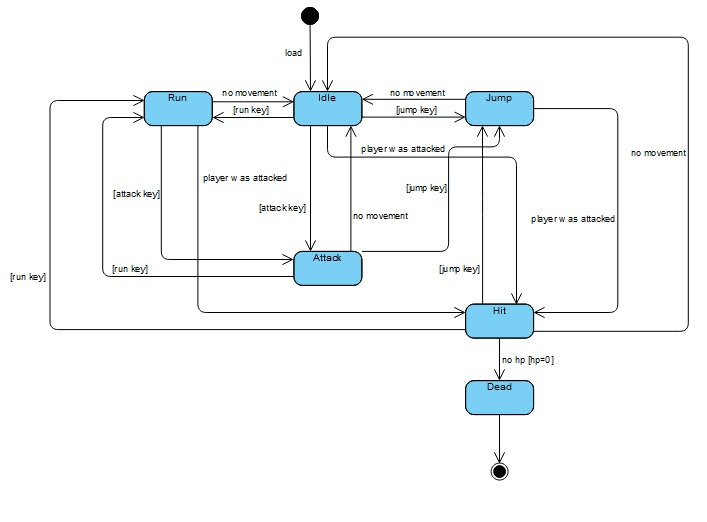 load
Run
no movement
Idle
no movement
Jump
[run key]
[jump key]
player w as attacked
no movement
player w as attacked
[attack key]
[jump key]
[attack key]
no movement
player w as attacked
Attack
[run key]
[jump key]
[run key]
Hit
no hp [hp=0]
Dead